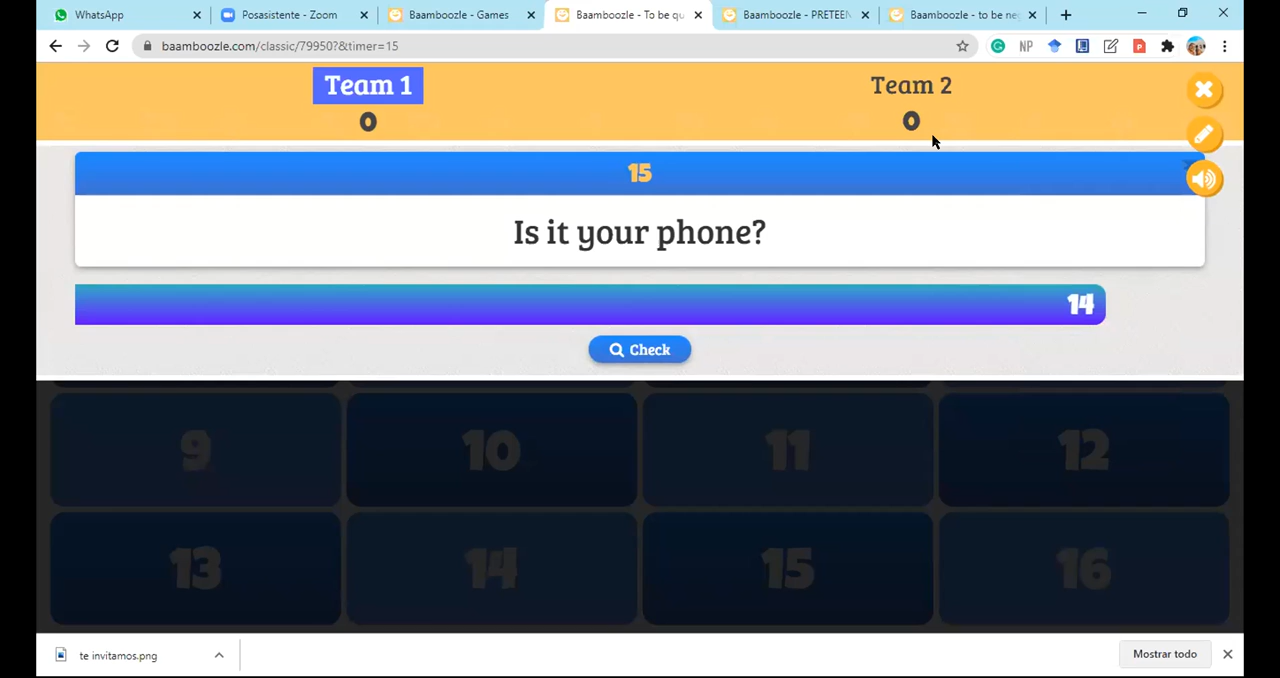 WhatsApp
Posasistente - Zoom
Baamboozle - Games
Baamboozle - To be qu
Baamboozle - PRETEEN
Baamboozle - to be ne
baamboozle.com/classic/79950?&timer=15
NP
Team 1
Team 2
0
0
15
Is it your phone?
14
Check
9
10
11
12
13
14
15
16
te invitamos.png
Mostrar todo